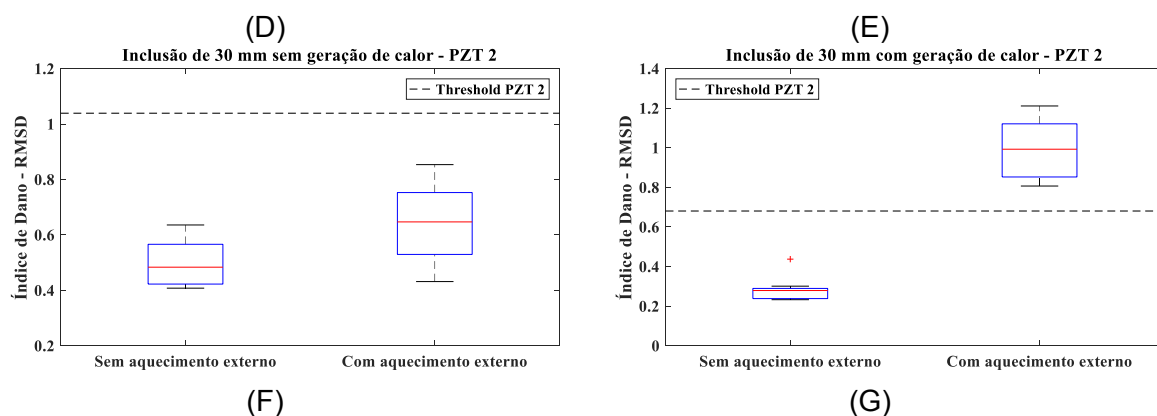 (D)
(E)
Inclusão de 30 mm sem geração de calor - PZT 2
1.2
1
0.8
0.6
0.4
0.2
Índice de Dano - RMSD
Threshold PZT 2
Sem aquecimento externo
Com aquecimento externo
Inclusão de 30 mm com geração de calor - PZT 2
1.4
1.2
1
0.8
0.6
0.4
0.2
0
Índice de Dano - RMSD
Threshold PZT 2
Sem aquecimento externo
Com aquecimento externo
(F)
(G)